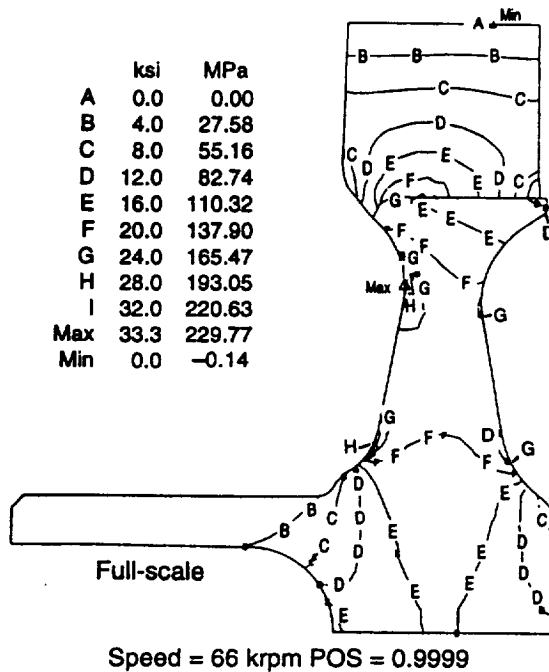 A Min
B B B
C C
D
C D E E E D C
F F
G E E E D
F F
G F
Max G
H G
ksi MPa
A 0.0 0.00
B 4.0 27.58
C 8.0 55.16
D 12.0 82.74
E 16.0 110.32
F 20.0 137.90
G 24.0 165.47
H 28.0 193.05
I 32.0 220.63
Max 33.3 229.77
Min 0.0 –0.14
G
H F F F D G
F
B B C D D D D E E E E E E D D D C
C
D
E
Full-scale
Speed = 66 krpm POS = 0.9999